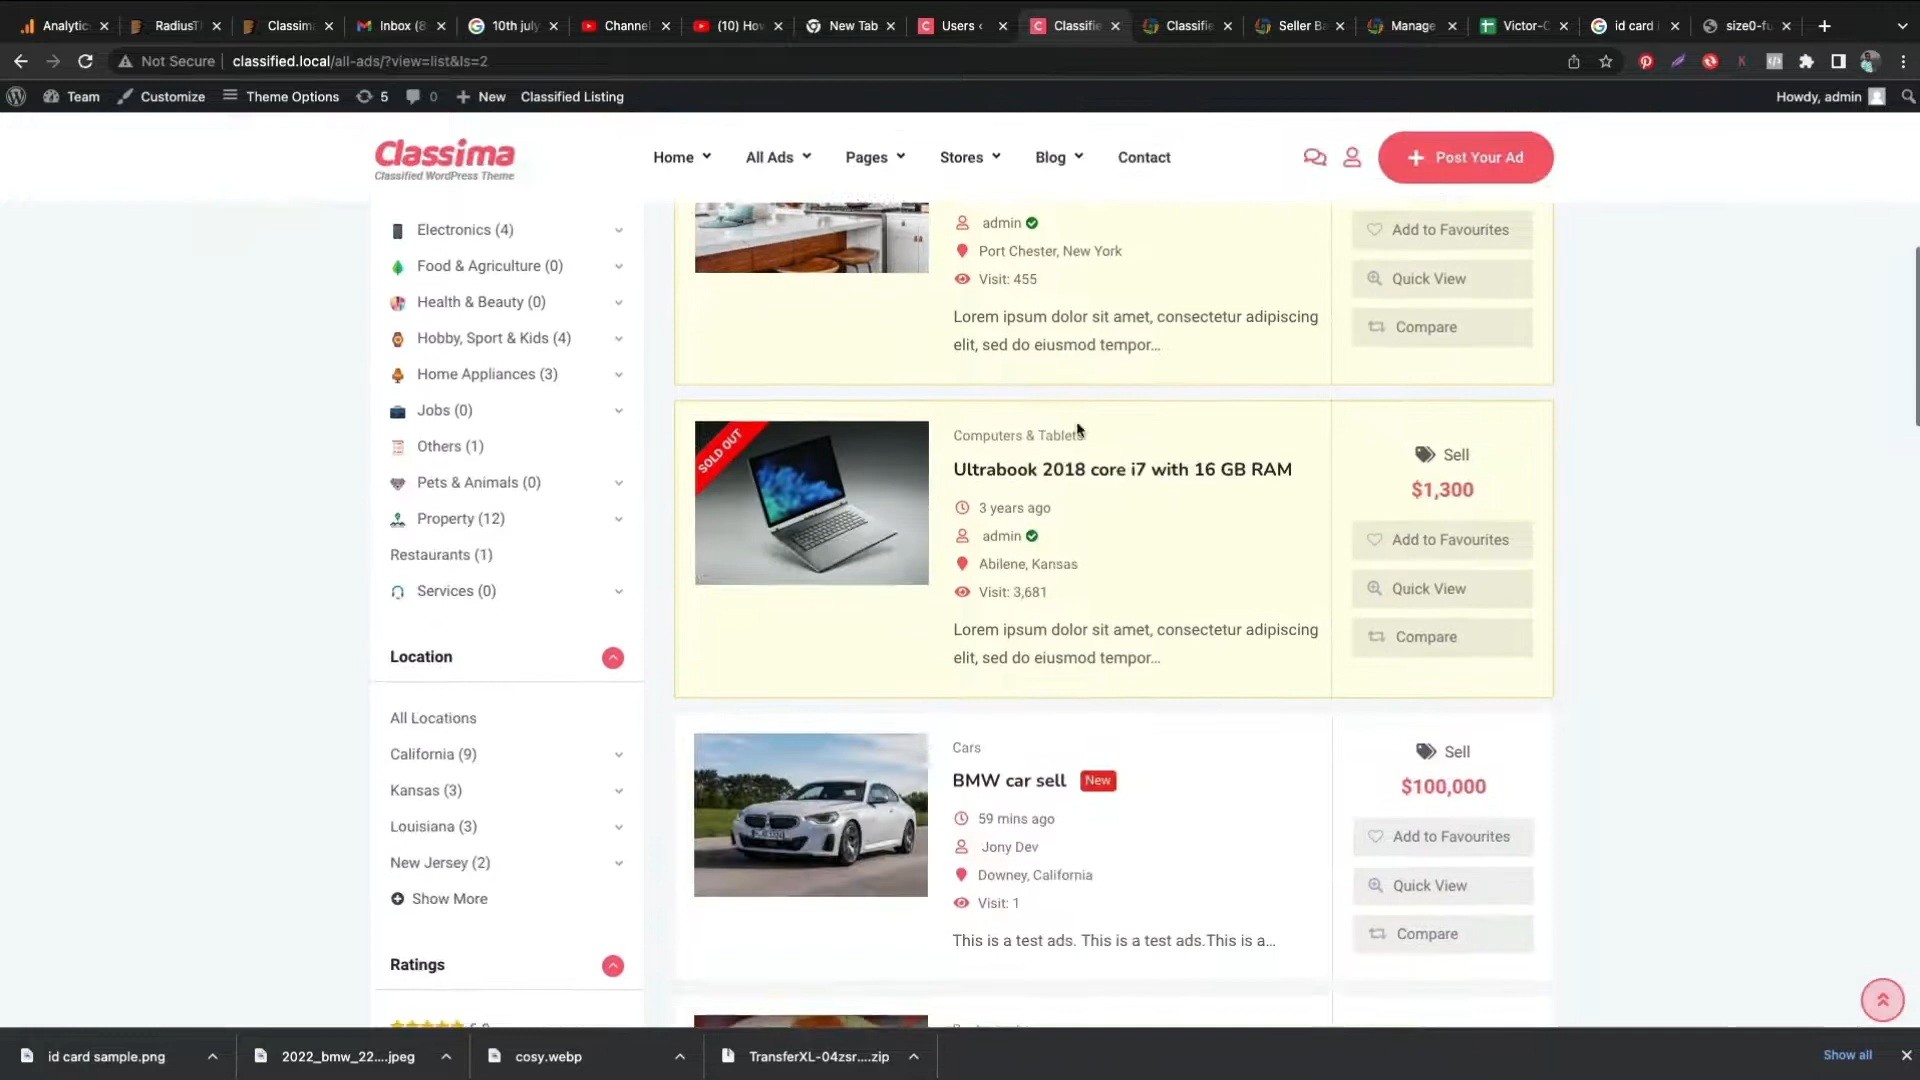 Analytic
RadiusT
Classim
Inbox (8
10th july
Channel
(10) Ho
New Tab
Users ‹
Classifie
Classifie
Seller Ba
Manage
Victor-C
id card
size0-fu
Not Secure
classified.local/all-ads/?view=list&ls=2
Team
Customize
Theme Options
5
0
New
Classified Listing
Howdy, admin
Classima
Classified WordPress Theme
Home
All Ads
Pages
Stores
Blog
Contact
Post Your Ad
Electronics (4)
Food & Agriculture (0)
Health & Beauty (0)
Hobby, Sport & Kids (4)
Home Appliances (3)
Jobs (0)
Others (1)
Pets & Animals (0)
Property (12)
Restaurants (1)
Services (0)
Location
All Locations
California (9)
Kansas (3)
Louisiana (3)
New Jersey (2)
Show More
Ratings
admin
Port Chester, New York
Visit: 455
Lorem ipsum dolor sit amet, consectetur adipiscing
elit, sed do eiusmod tempor...
Add to Favourites
Quick View
Compare
SOLD OUT
Computers & Tablets
Ultrabook 2018 core i7 with 16 GB RAM
3 years ago
admin
Abilene, Kansas
Visit: 3,681
Lorem ipsum dolor sit amet, consectetur adipiscing
elit, sed do eiusmod tempor...
Sell
$1,300
Add to Favourites
Quick View
Compare
Cars
BMW car sell
New
59 mins ago
Jony Dev
Downey, California
Visit: 1
This is a test ads. This is a test ads.This is a...
Sell
$100,000
Add to Favourites
Quick View
Compare
id card sample.png
2022_bmw_22....jpeg
cosy.webp
TransferXL-04zsr....zip
Show all